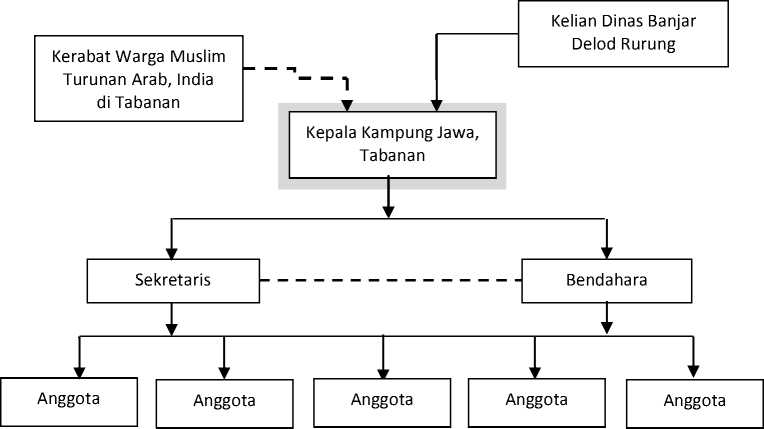 Kelian Dinas Banjar
Delod Rurung
Kerabat Warga Muslim
Turunan Arab, India
di Tabanan
Kepala Kampung Jawa,
Tabanan
Sekretaris
Bendahara
Anggota
Anggota
Anggota
Anggota
Anggota